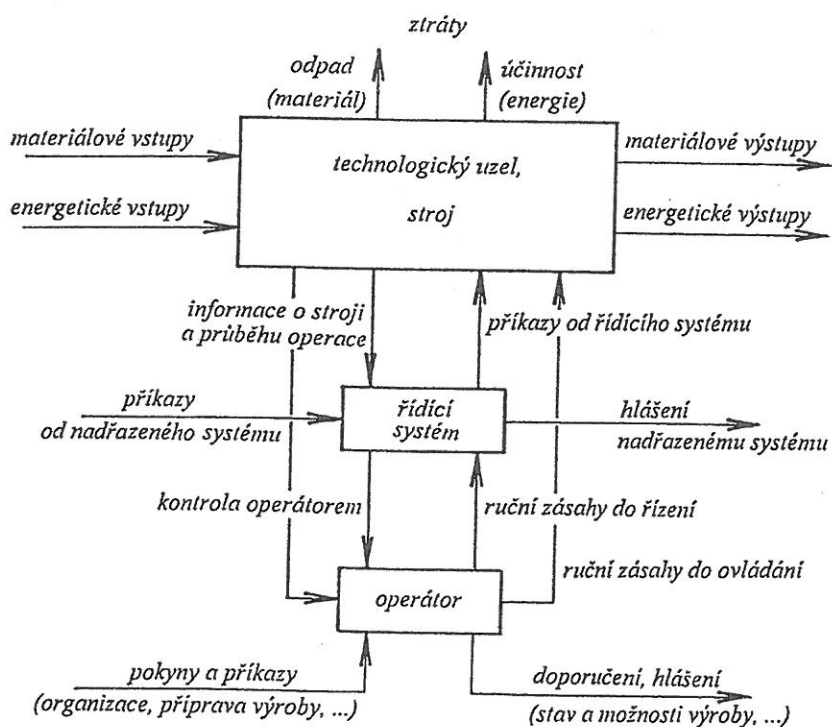 ztráty
odpad
(materiál)
účinnost
(energie)
materiálové vstupy
energetické vstupy
technologický uzel,
stroj
materiálové výstupy
energetické výstupy
informace o stroji
a průběhu operace
příkazy od řídícího systému
příkazy
od nadřazeného systému
řídící
systém
hlášení
nadřazenému systému
kontrola operátorem
ruční zásahy do řízení
operátor
ruční zásahy do ovládání
pokyny a příkazy
(organizace, příprava výroby, ...)
doporučení, hlášení
(stav a možnosti výroby, ...)